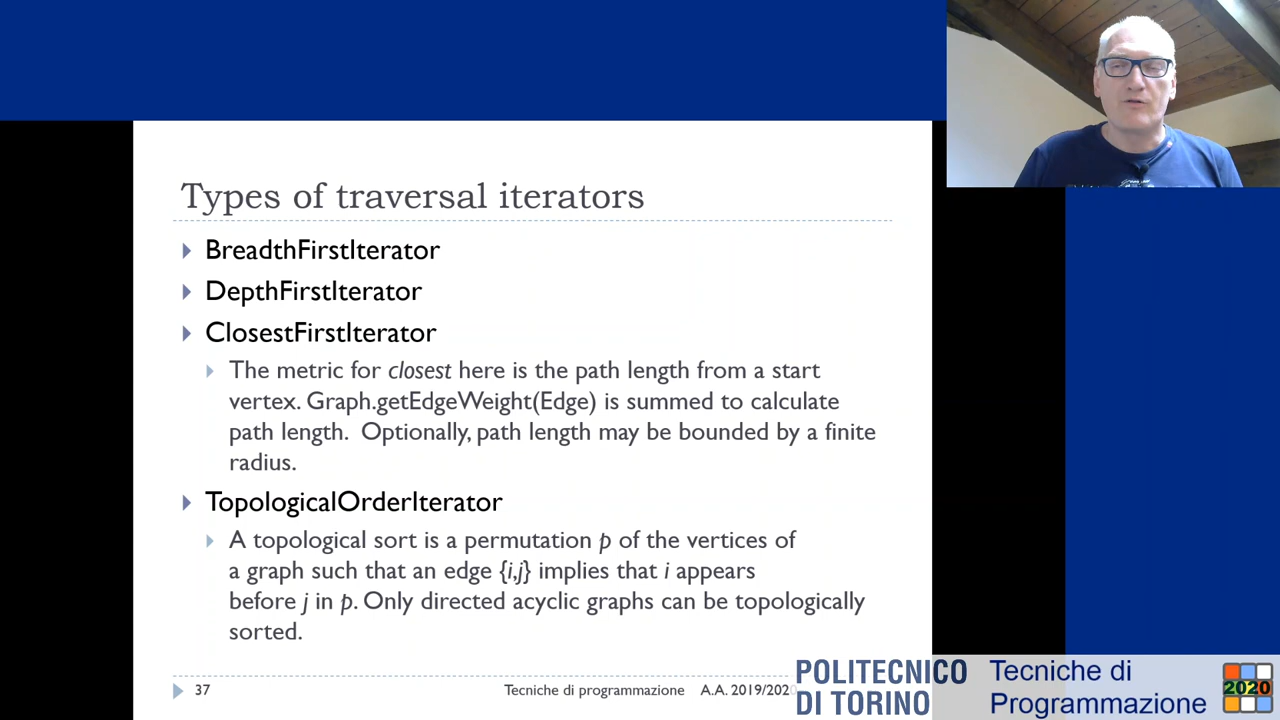 Types of traversal iterators
BreadthFirstIterator
DepthFirstIterator
ClosestFirstIterator
The metric for closest here is the path length from a start
vertex. Graph.getEdgeWeight(Edge) is summed to calculate
path length. Optionally, path length may be bounded by a finite
radius.
TopologicalOrderIterator
A topological sort is a permutation p of the vertices of
a graph such that an edge {i,j} implies that i appears
before j in p. Only directed acyclic graphs can be topologically
sorted.
37
Tecniche di programmazione A.A. 2019/2020
POLITECNICO
DI TORINO
Tecniche di
Programmazione
2020